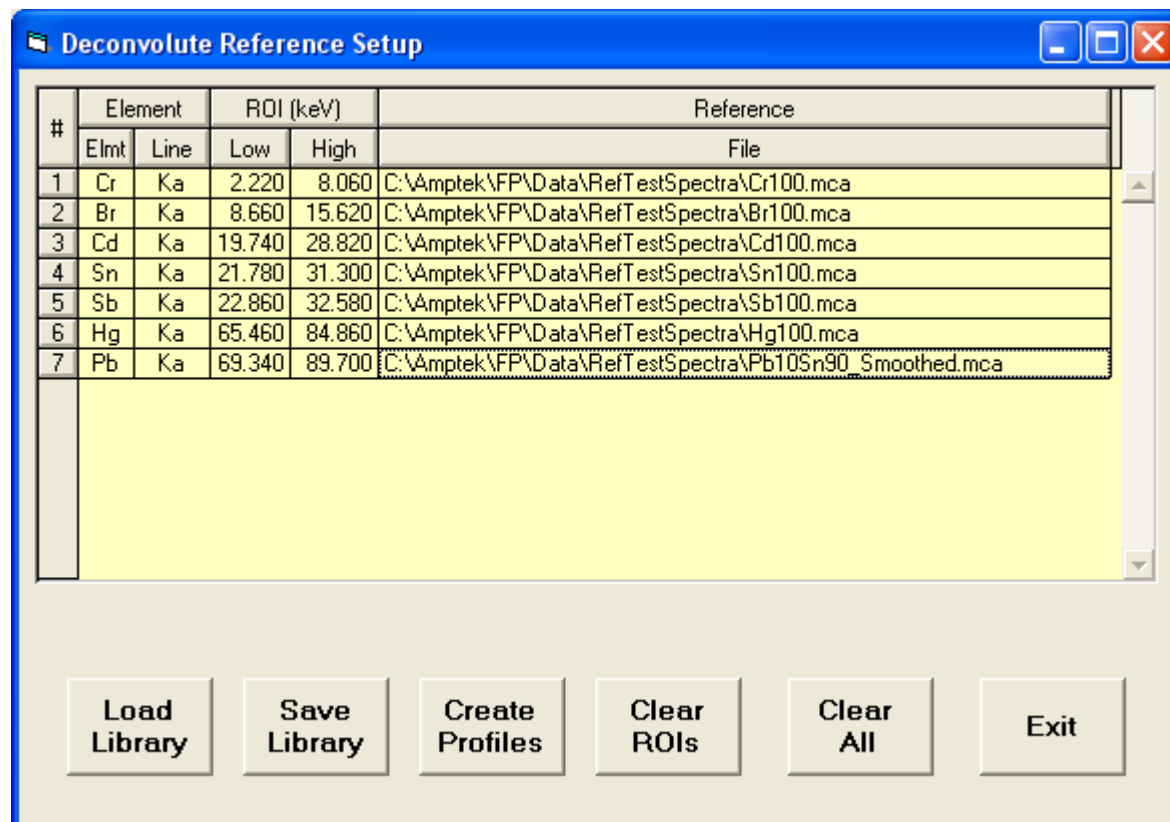 Deconvolute Reference Setup
# Element ROI (keV) Reference
Elmt Line Low High File
1 Cr Ka 2.220 8.060 C:\Amptek\FP\Data\RefTestSpectra\Cr100.mca
2 Br Ka 8.660 15.620 C:\Amptek\FP\Data\RefTestSpectra\Br100.mca
3 Cd Ka 19.740 28.820 C:\Amptek\FP\Data\RefTestSpectra\Cd100.mca
4 Sn Ka 21.780 31.300 C:\Amptek\FP\Data\RefTestSpectra\Sn100.mca
5 Sb Ka 22.860 32.580 C:\Amptek\FP\Data\RefTestSpectra\Sb100.mca
6 Hg Ka 65.460 84.860 C:\Amptek\FP\Data\RefTestSpectra\Hg100.mca
7 Pb Ka 69.340 89.700 C:\Amptek\FP\Data\RefTestSpectra\Pb10Sn90_Smoothed.mca
Load Save Create Clear Clear Exit
Library Library Profiles ROIs All